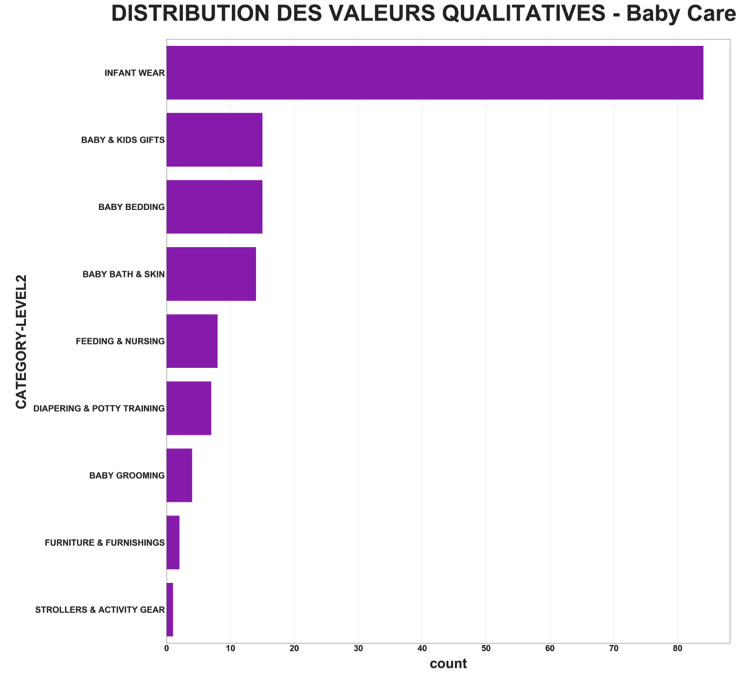 DISTRIBUTION DES VALEURS QUALITATIVES - Baby Care
CATEGORY-LEVEL2
INFANT WEAR
BABY & KIDS GIFTS
BABY BEDDING
BABY BATH & SKIN
FEEDING & NURSING
DIAPERING & POTTY TRAINING
BABY GROOMING
FURNITURE & FURNISHINGS
STROLLERS & ACTIVITY GEAR
0 10 20 30 40 50 60 70 80
count